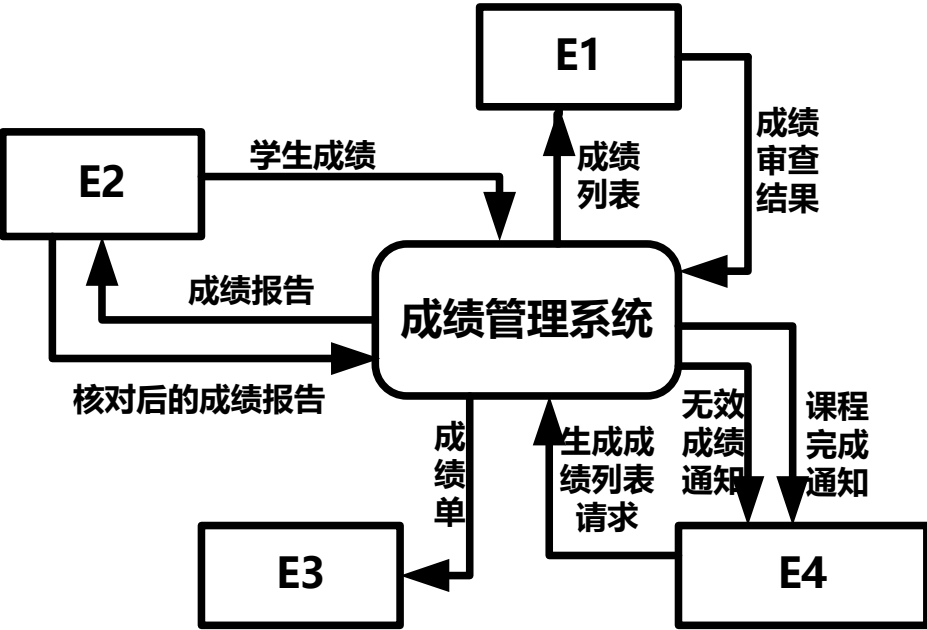 E1
成绩
审查
结果
成绩
列表
学生成绩
E2
成绩报告
成绩管理系统
核对后的成绩报告
成
绩
单
生成成
绩列表
请求
无效
成绩
通知
课程
完成
通知
E3
E4